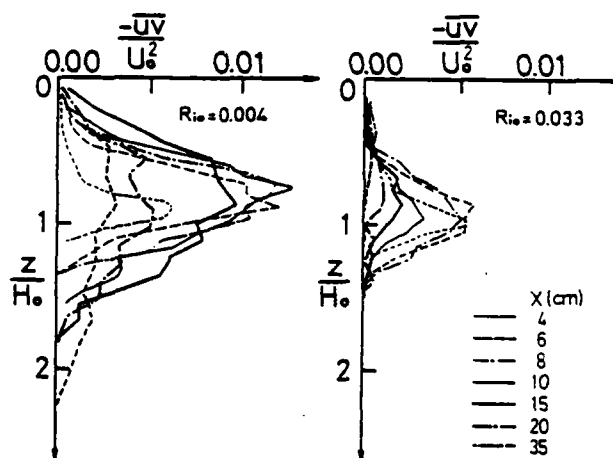 -uv
U₀²
0.00
0.01
0
Ri₀=0.004
1
z
H₀
2
-uv
U₀²
0.00
0.01
0
Ri₀=0.033
1
z
H₀
2
X(cm)
4
6
8
10
15
20
35